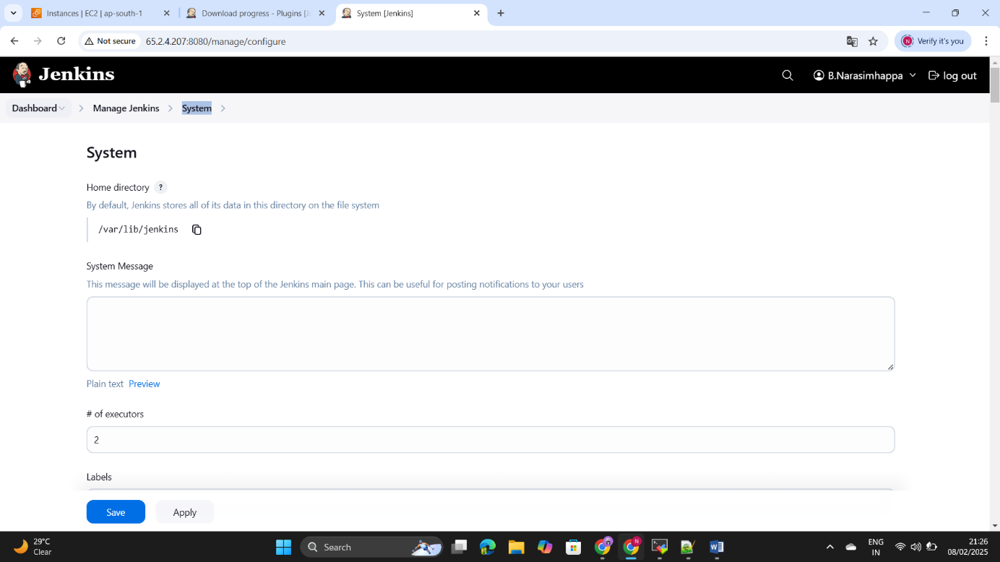 Instances | EC2 | ap-south-1
Download progress - Plugins [J
System [Jenkins]
Not secure
65.2.4.207:8080/manage/configure
N
Verify it's you
Jenkins
B.Narasimhappa
log out
Dashboard
Manage Jenkins
System
System
Home directory ?
By default, Jenkins stores all of its data in this directory on the file system
/var/lib/jenkins
System Message
This message will be displayed at the top of the Jenkins main page. This can be useful for posting notifications to your users
Plain text Preview
# of executors
2
Labels
Save
Apply
29°C
Clear
Search
N
ENG
IN
21:26
08/02/2025